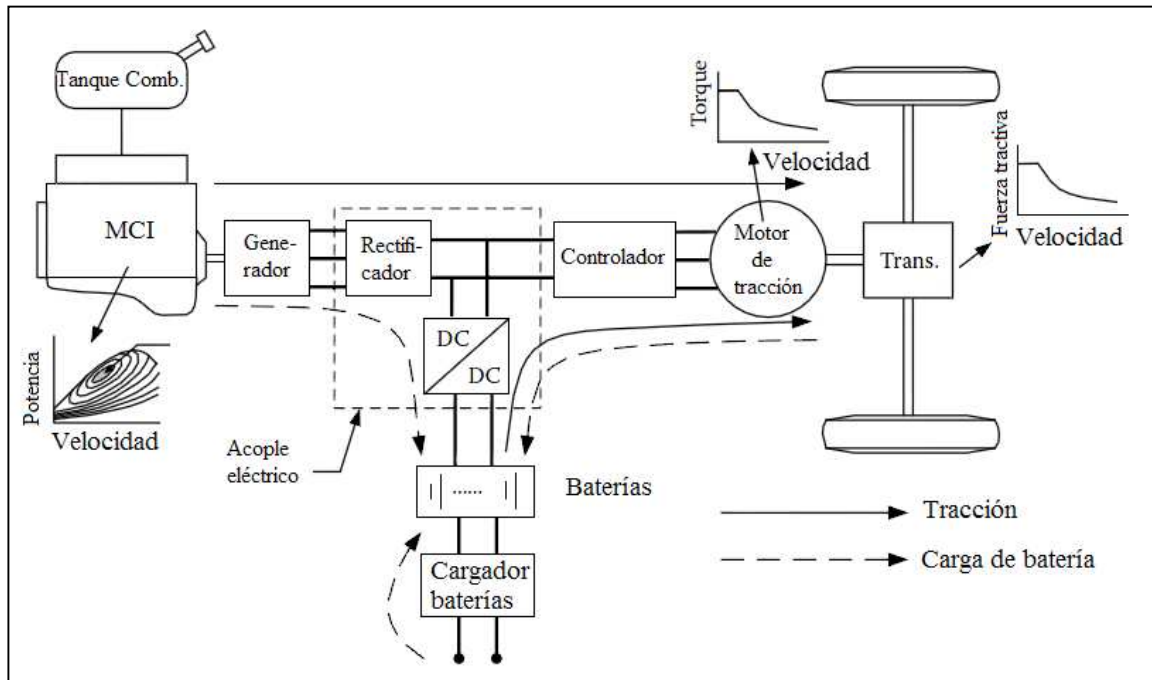 Tanque Comb.
MCI
Potencia
Velocidad
Gene-
rador
Rectifi-
cador
Acople
eléctrico
DC
DC
Controlador
Torque
Velocidad
Motor
de
tracción
Trans.
Fuerza tractiva
Velocidad
Baterías
Cargador
baterías
Tracción
Carga de batería